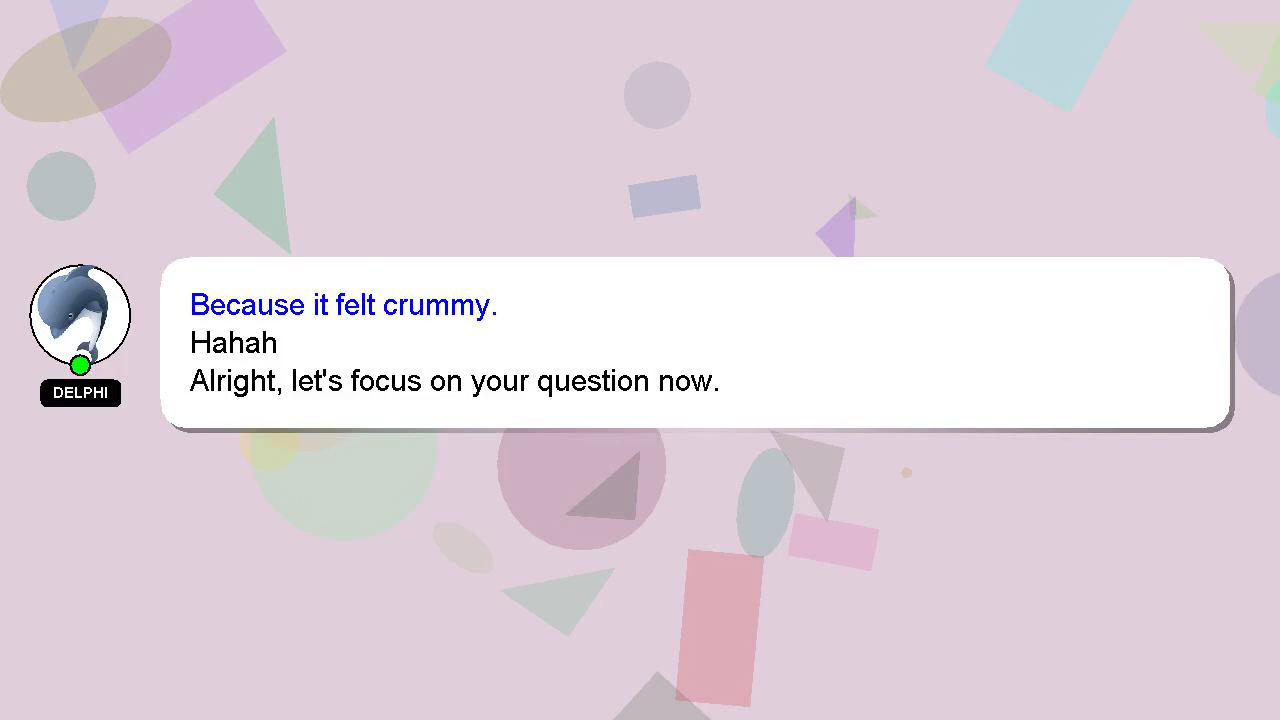 Because it felt crummy.
Hahah
Alright, let's focus on your question now.
DELPHI